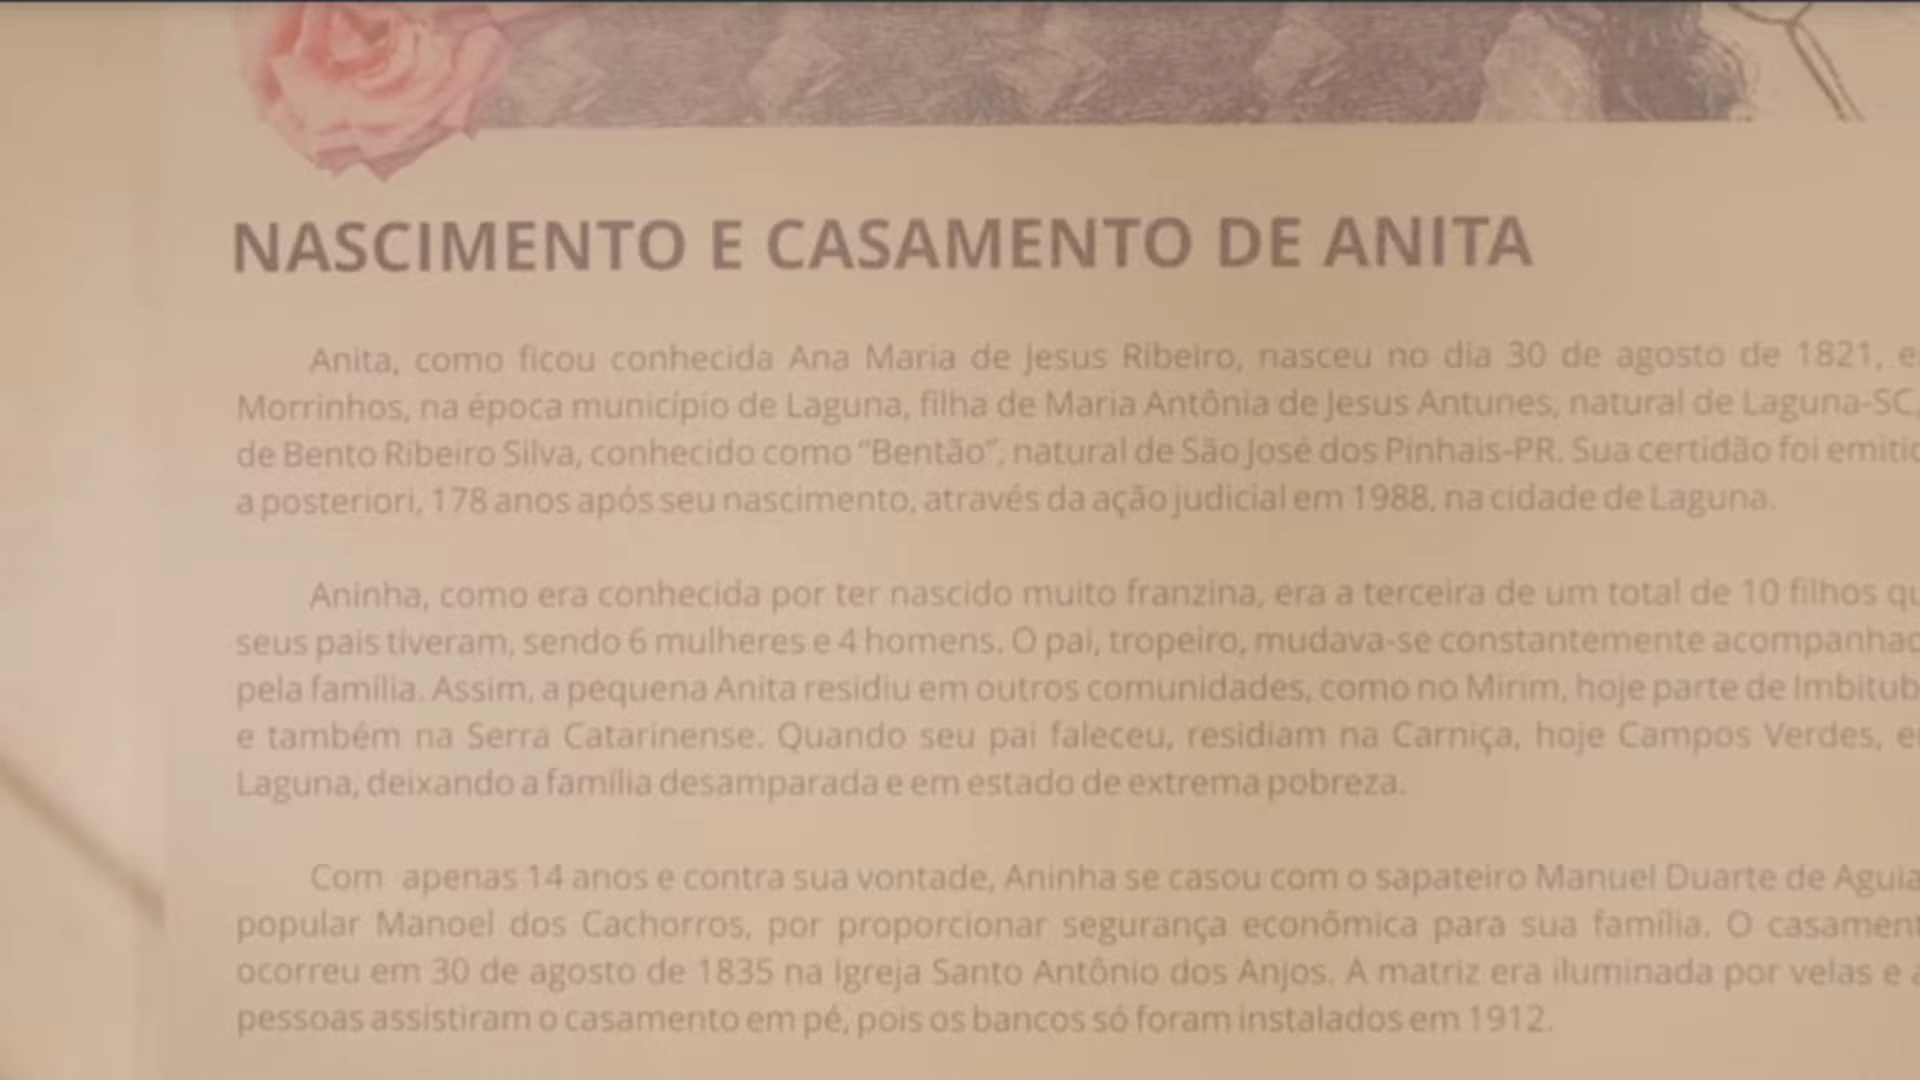 NASCIMENTO E CASAMENTO DE ANITA
Anita, como ficou conhecida Ana Maria de Jesus Ribeiro, nasceu no dia 30 de agosto de 1821, e
Morrinhos, na época município de Laguna, filha de Maria Antônia de Jesus Antunes, natural de Laguna-SC,
de Bento Ribeiro Silva, conhecido como "Bentão", natural de São José dos Pinhais-PR. Sua certidão foi emitid
a posteriori, 178 anos após seu nascimento, através da ação judicial em 1988, na cidade de Laguna.
Aninha, como era conhecida por ter nascido muito franzina, era a terceira de um total de 10 filhos qu
seus pais tiveram, sendo 6 mulheres e 4 homens. O pai, tropeiro, mudava-se constantemente acompanhad
pela família. Assim, a pequena Anita residiu em outros comunidades, como no Mirim, hoje parte de Imbitub
e também na Serra Catarinense. Quando seu pai faleceu, residiam na Carniça, hoje Campos Verdes, e
Laguna, deixando a família desamparada e em estado de extrema pobreza.
Com apenas 14 anos e contra sua vontade, Aninha se casou com o sapateiro Manuel Duarte de Aguia
popular Manoel dos Cachorros, por proporcionar segurança econômica para sua família. O casament
ocorreu em 30 de agosto de 1835 na Igreja Santo Antônio dos Anjos. A matriz era iluminada por velas e a
pessoas assistiram o casamento em pé, pois os bancos só foram instalados em 1912.